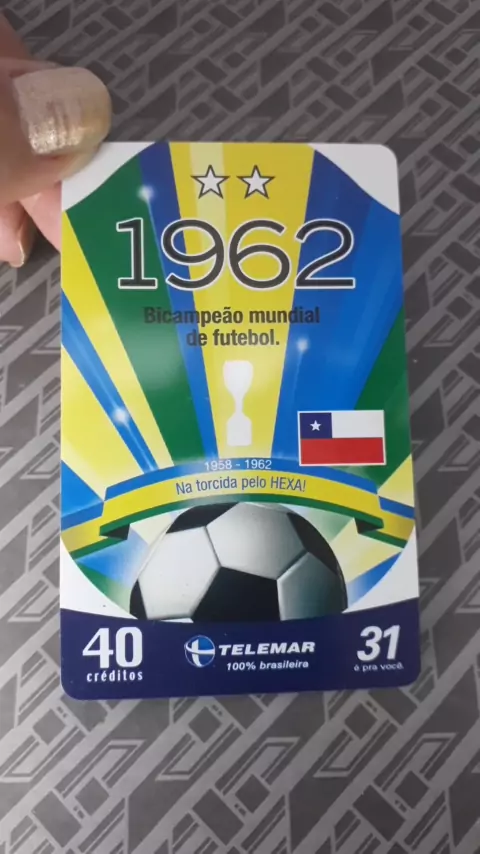 1962
Bicampeão mundial
de futebol.
1958 - 1962
Na torcida pelo HEXA!
40
créditos
TELEMAR
100% brasileira
31
é pra você.